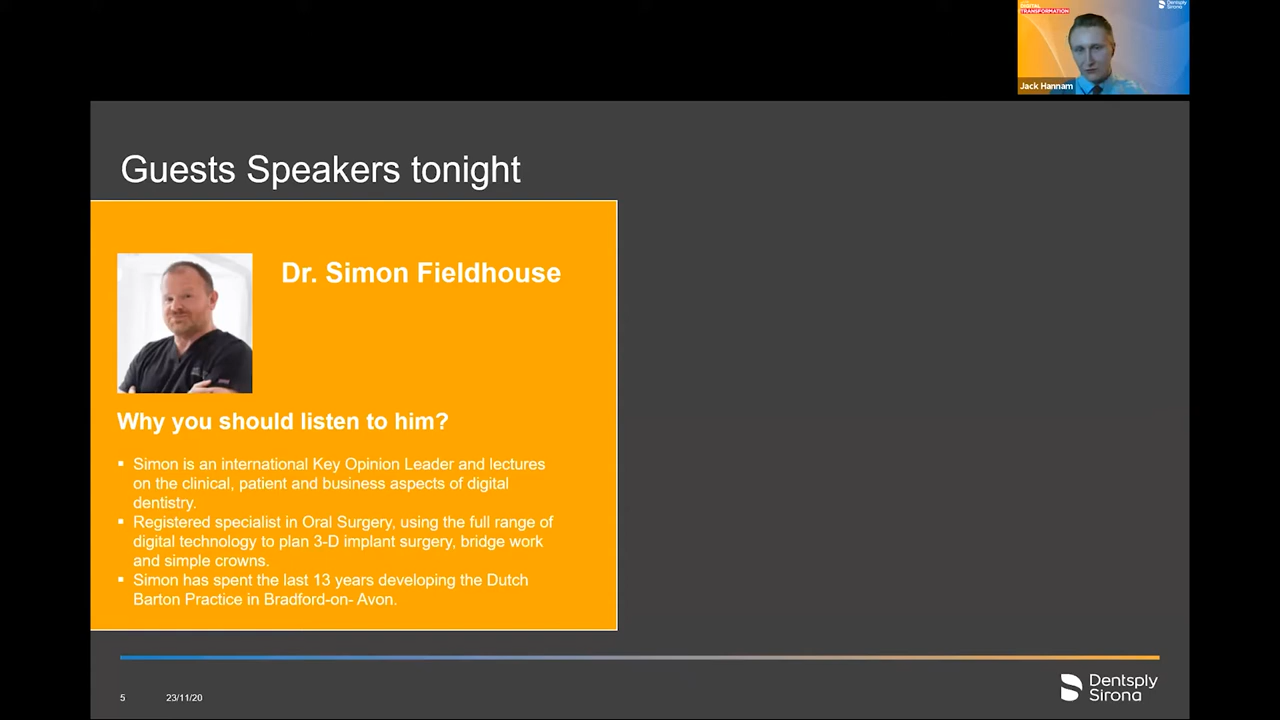 DIGITAL
TRANSFORMATION
Dentsply
Sirona
Jack Hannam
Guests Speakers tonight
Dr. Simon Fieldhouse
Why you should listen to him?
▪ Simon is an international Key Opinion Leader and lectures
on the clinical, patient and business aspects of digital
dentistry.
▪ Registered specialist in Oral Surgery, using the full range of
digital technology to plan 3-D implant surgery, bridge work
and simple crowns.
▪ Simon has spent the last 13 years developing the Dutch
Barton Practice in Bradford-on- Avon.
5 23/11/20
Dentsply
Sirona